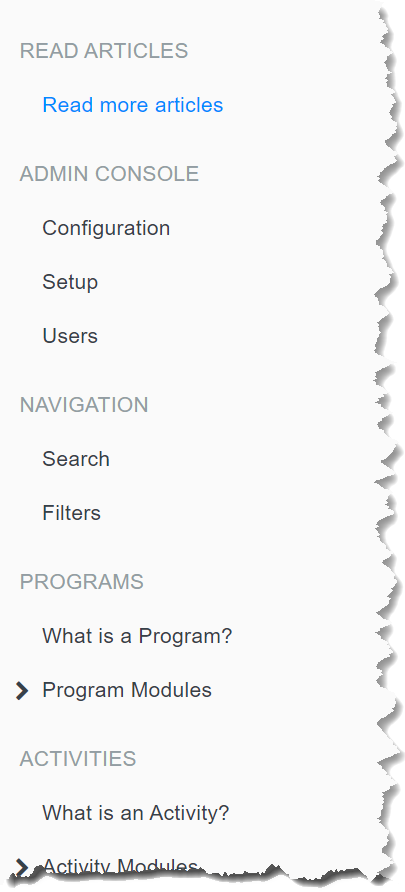 READ ARTICLES
Read more articles
ADMIN CONSOLE
Configuration
Setup
Users
NAVIGATION
Search
Filters
PROGRAMS
What is a Program?
Program Modules
ACTIVITIES
What is an Activity?
Activity Modules